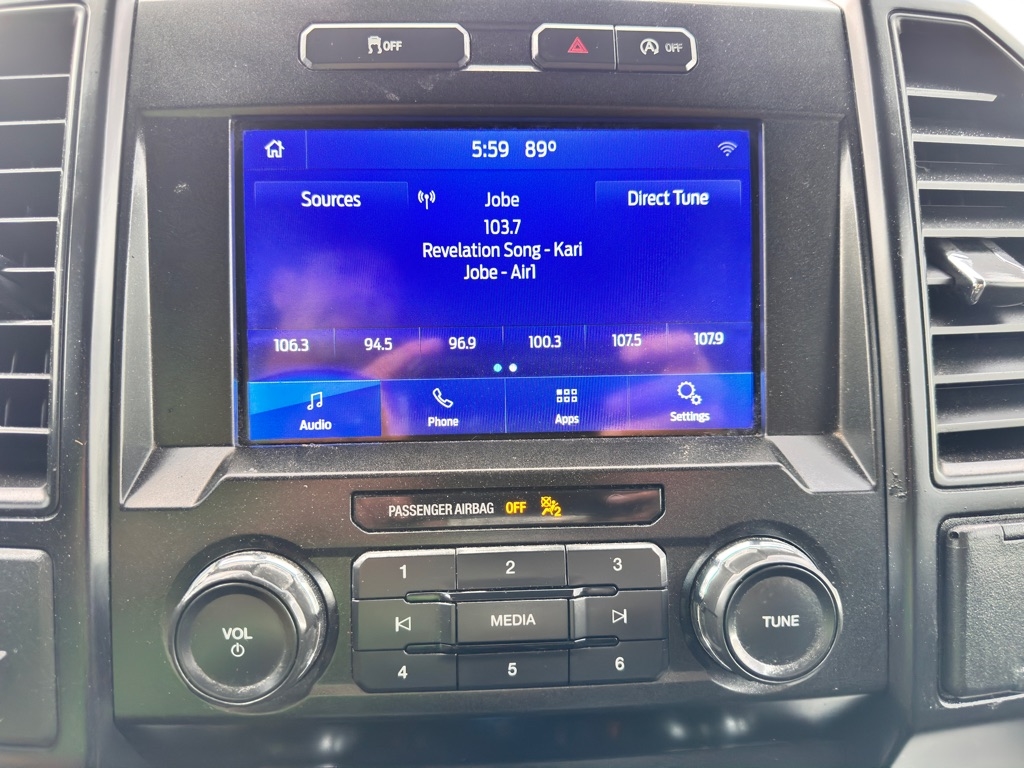 OFF
A OFF
5:59 89°
Sources
Jobe
Direct Tune
103.7
Revelation Song - Kari
Jobe - Air1
106.3 94.5 96.9 100.3 107.5 107.9
Audio Phone Apps Settings
PASSENGER AIRBAG OFF 2
1 2 3
VOL MEDIA TUNE
4 5 6